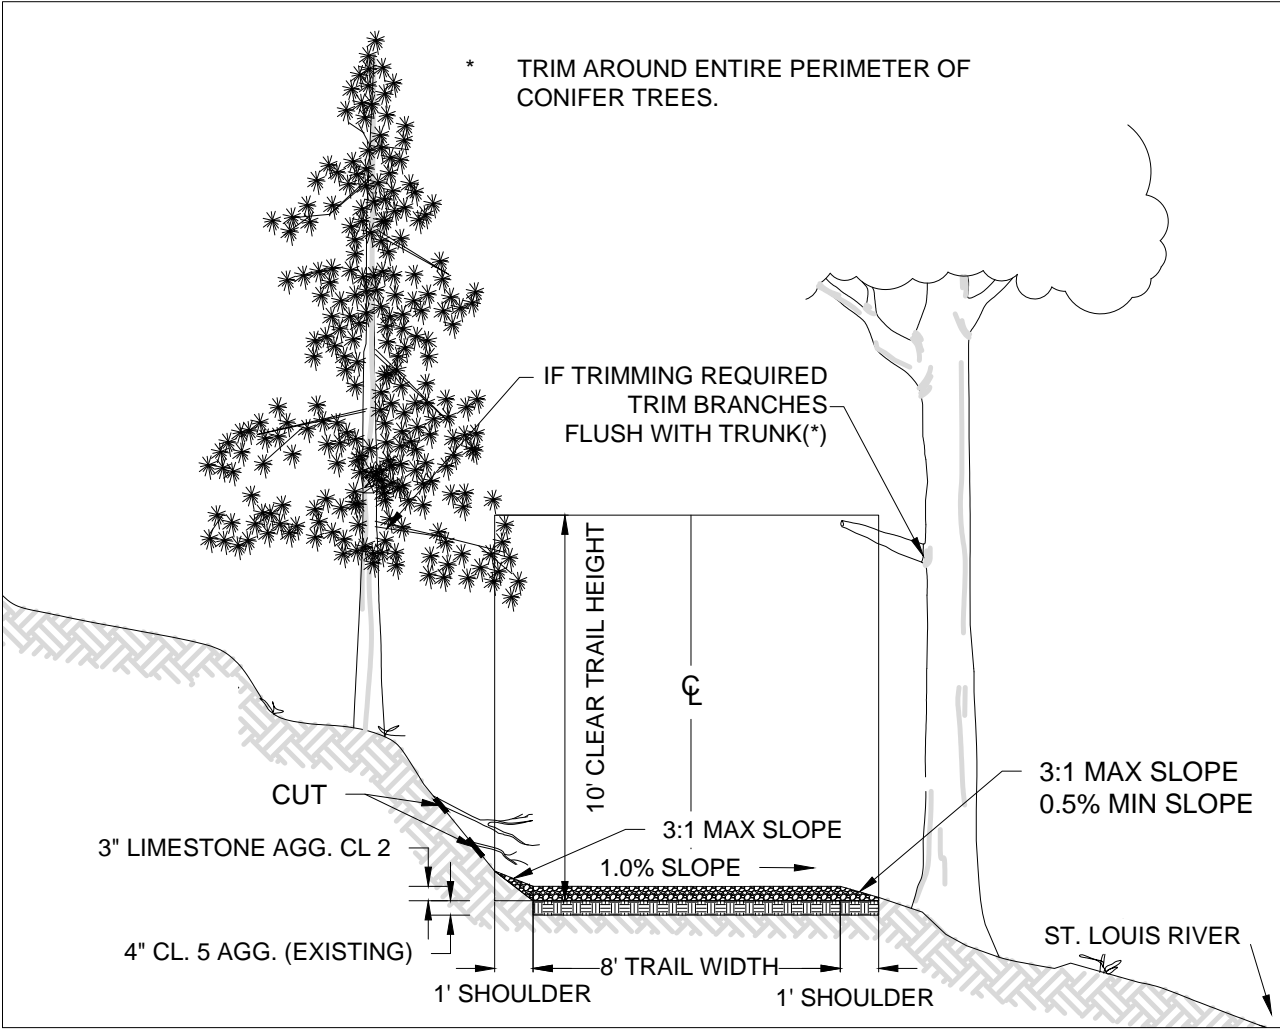 * TRIM AROUND ENTIRE PERIMETER OF
CONIFER TREES.
IF TRIMMING REQUIRED
TRIM BRANCHES
FLUSH WITH TRUNK(*)
10' CLEAR TRAIL HEIGHT
℄
CUT
3:1 MAX SLOPE
0.5% MIN SLOPE
3" LIMESTONE AGG. CL 2
3:1 MAX SLOPE
1.0% SLOPE
4" CL. 5 AGG. (EXISTING)
8' TRAIL WIDTH
1' SHOULDER
1' SHOULDER
ST. LOUIS RIVER